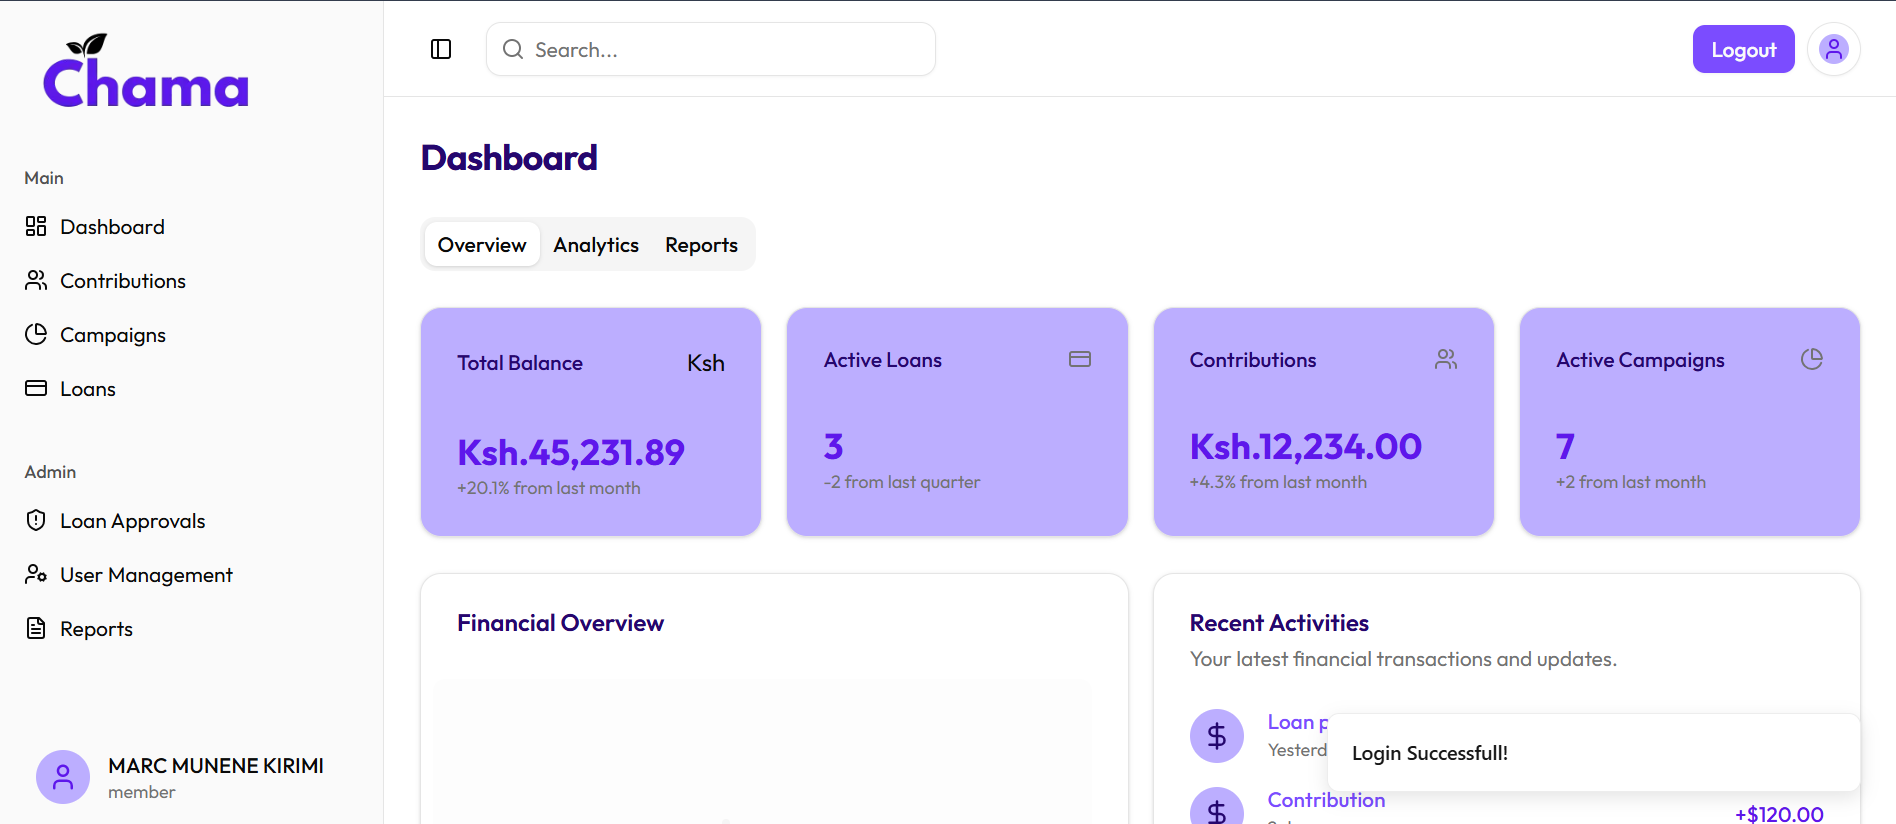 Chama
Search...
Logout
Main
Dashboard
Contributions
Campaigns
Loans
Admin
Loan Approvals
User Management
Reports
MARC MUNENE KIRIMI
member
Dashboard
Overview Analytics Reports
Total Balance Ksh
Ksh.45,231.89
+20.1% from last month
Active Loans
3
-2 from last quarter
Contributions
Ksh.12,234.00
+4.3% from last month
Active Campaigns
7
+2 from last month
Financial Overview
Recent Activities
Your latest financial transactions and updates.
Loan
Login Successfull!
Contribution
+$120.00